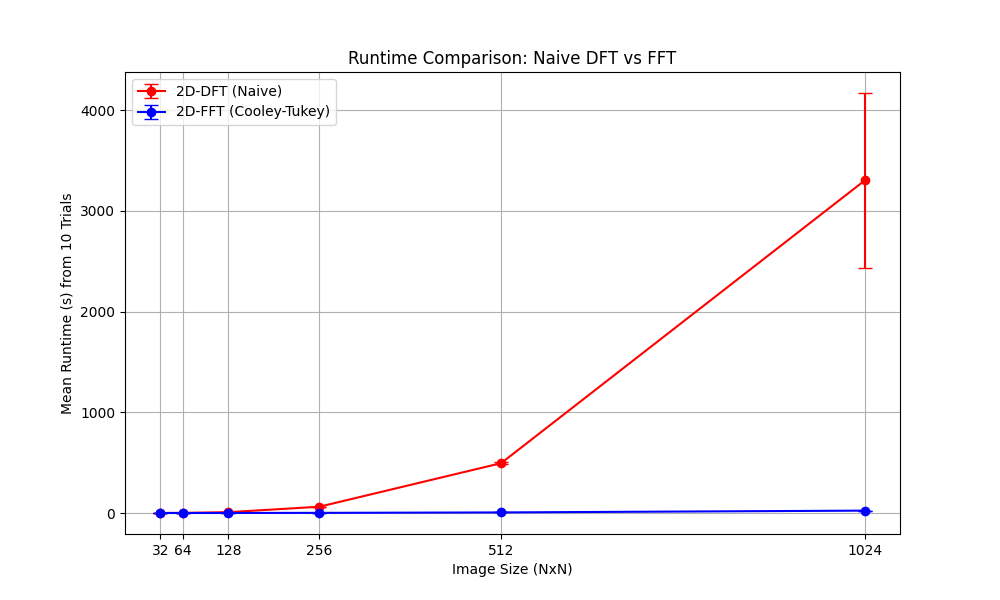 Runtime Comparison: Naive DFT vs FFT
2D-DFT (Naive)
2D-FFT (Cooley-Tukey)
Mean Runtime (s) from 10 Trials
4000
3000
2000
1000
0
32 64 128 256 512 1024
Image Size (NxN)